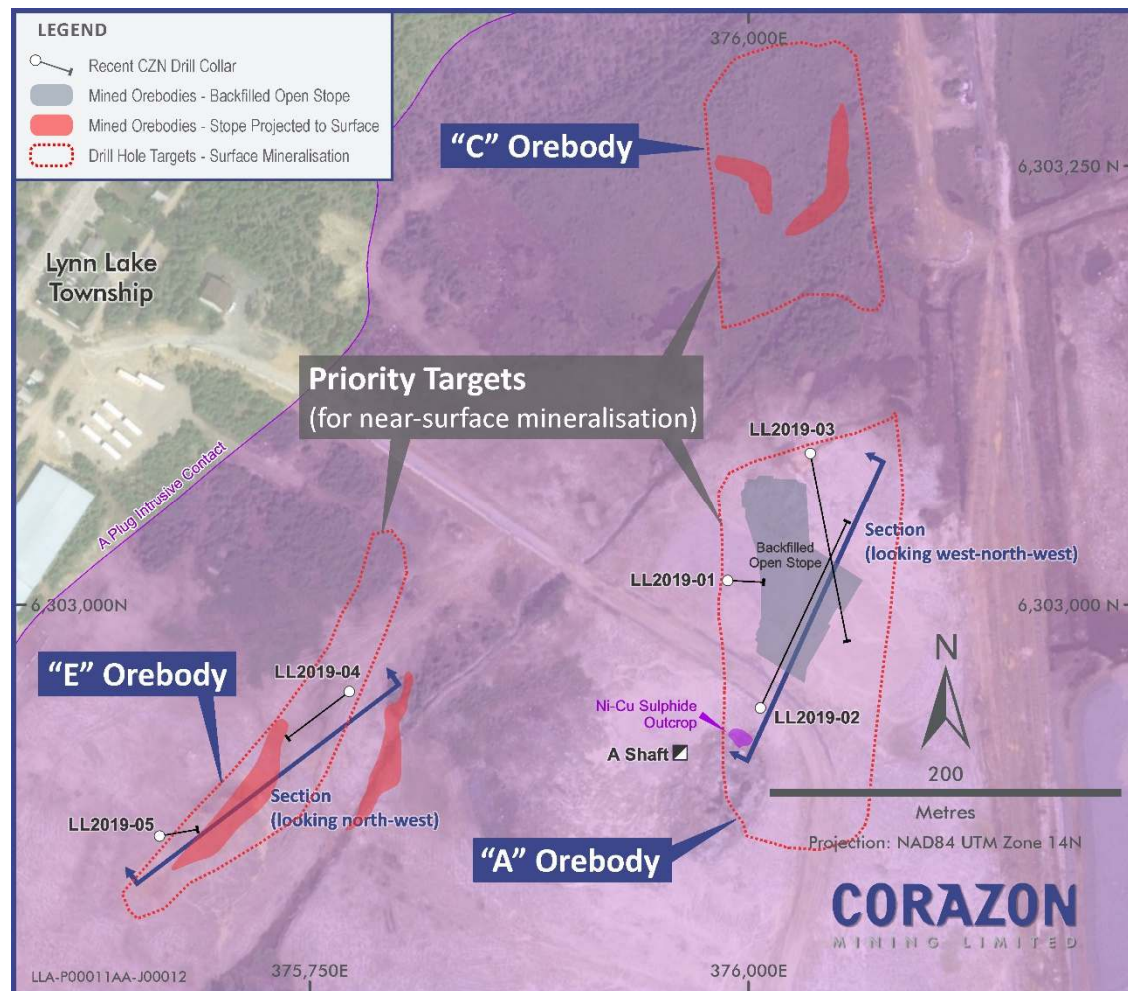 LEGEND
Recent CZN Drill Collar
Mined Orebodies - Backfilled Open Stope
Mined Orebodies - Stope Projected to Surface
Drill Hole Targets - Surface Mineralisation
376,000E
"C" Orebody
6,303,250 N
Lynn Lake
Township
Priority Targets
(for near-surface mineralisation)
A Plug Intrusive Contact
LL2019-03
Section
(looking west-north-west)
Backfilled
Open Stope
LL2019-01
6,303,000N
6,303,000 N
"E" Orebody
LL2019-04
N
Ni-Cu Sulphide
Outcrop
LL2019-02
A Shaft
200
Metres
Section
(looking north-west)
LL2019-05
Projection: NAD84 UTM Zone 14N
"A" Orebody
CORAZON
MINING LIMITED
LLA-P00011AA-J00012
375,750E
376,000E